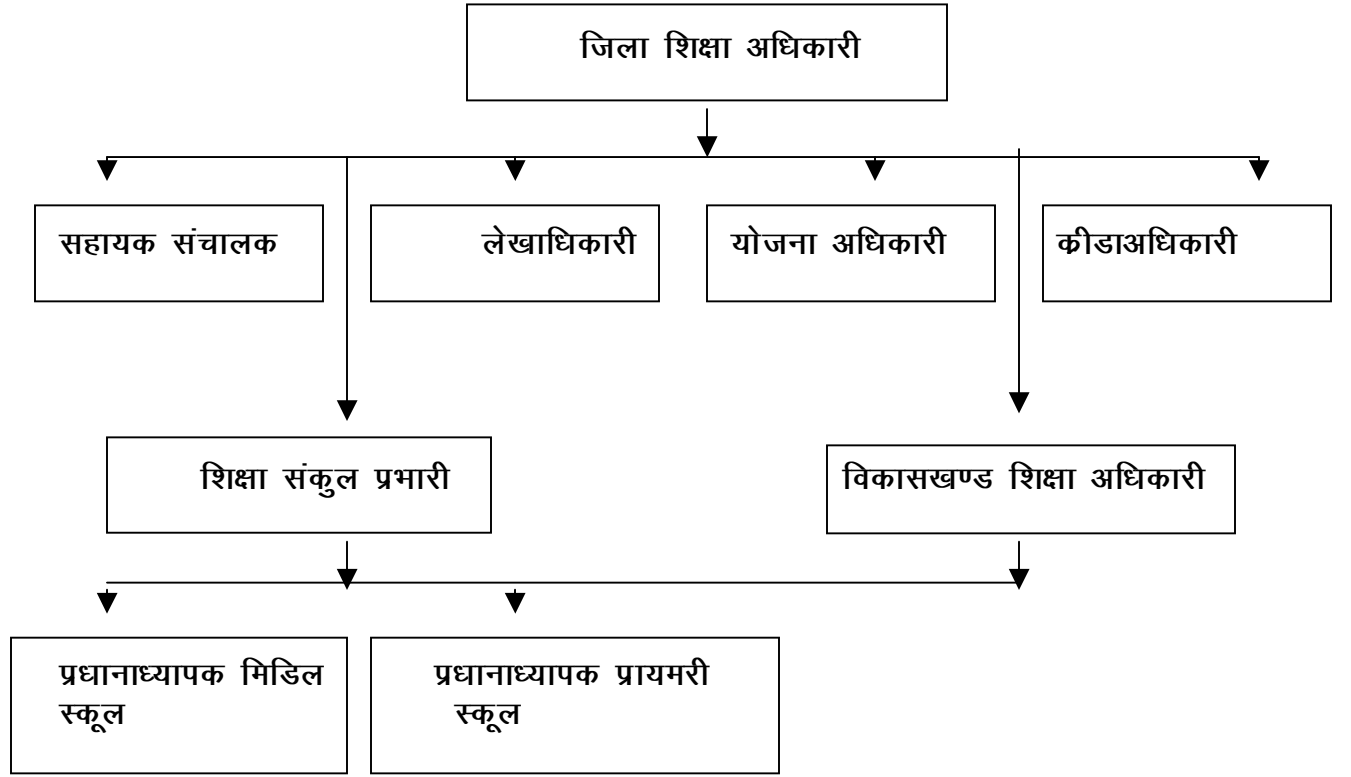 जिला शिक्षा अधिकारी
सहायक संचालक
लेखाधिकारी
योजना अधिकारी
क्रीडाअधिकारी
शिक्षा संकुल प्रभारी
विकासखण्ड शिक्षा अधिकारी
प्रधानाध्यापक मिडिल
स्कूल
प्रधानाध्यापक प्रायमरी
स्कूल